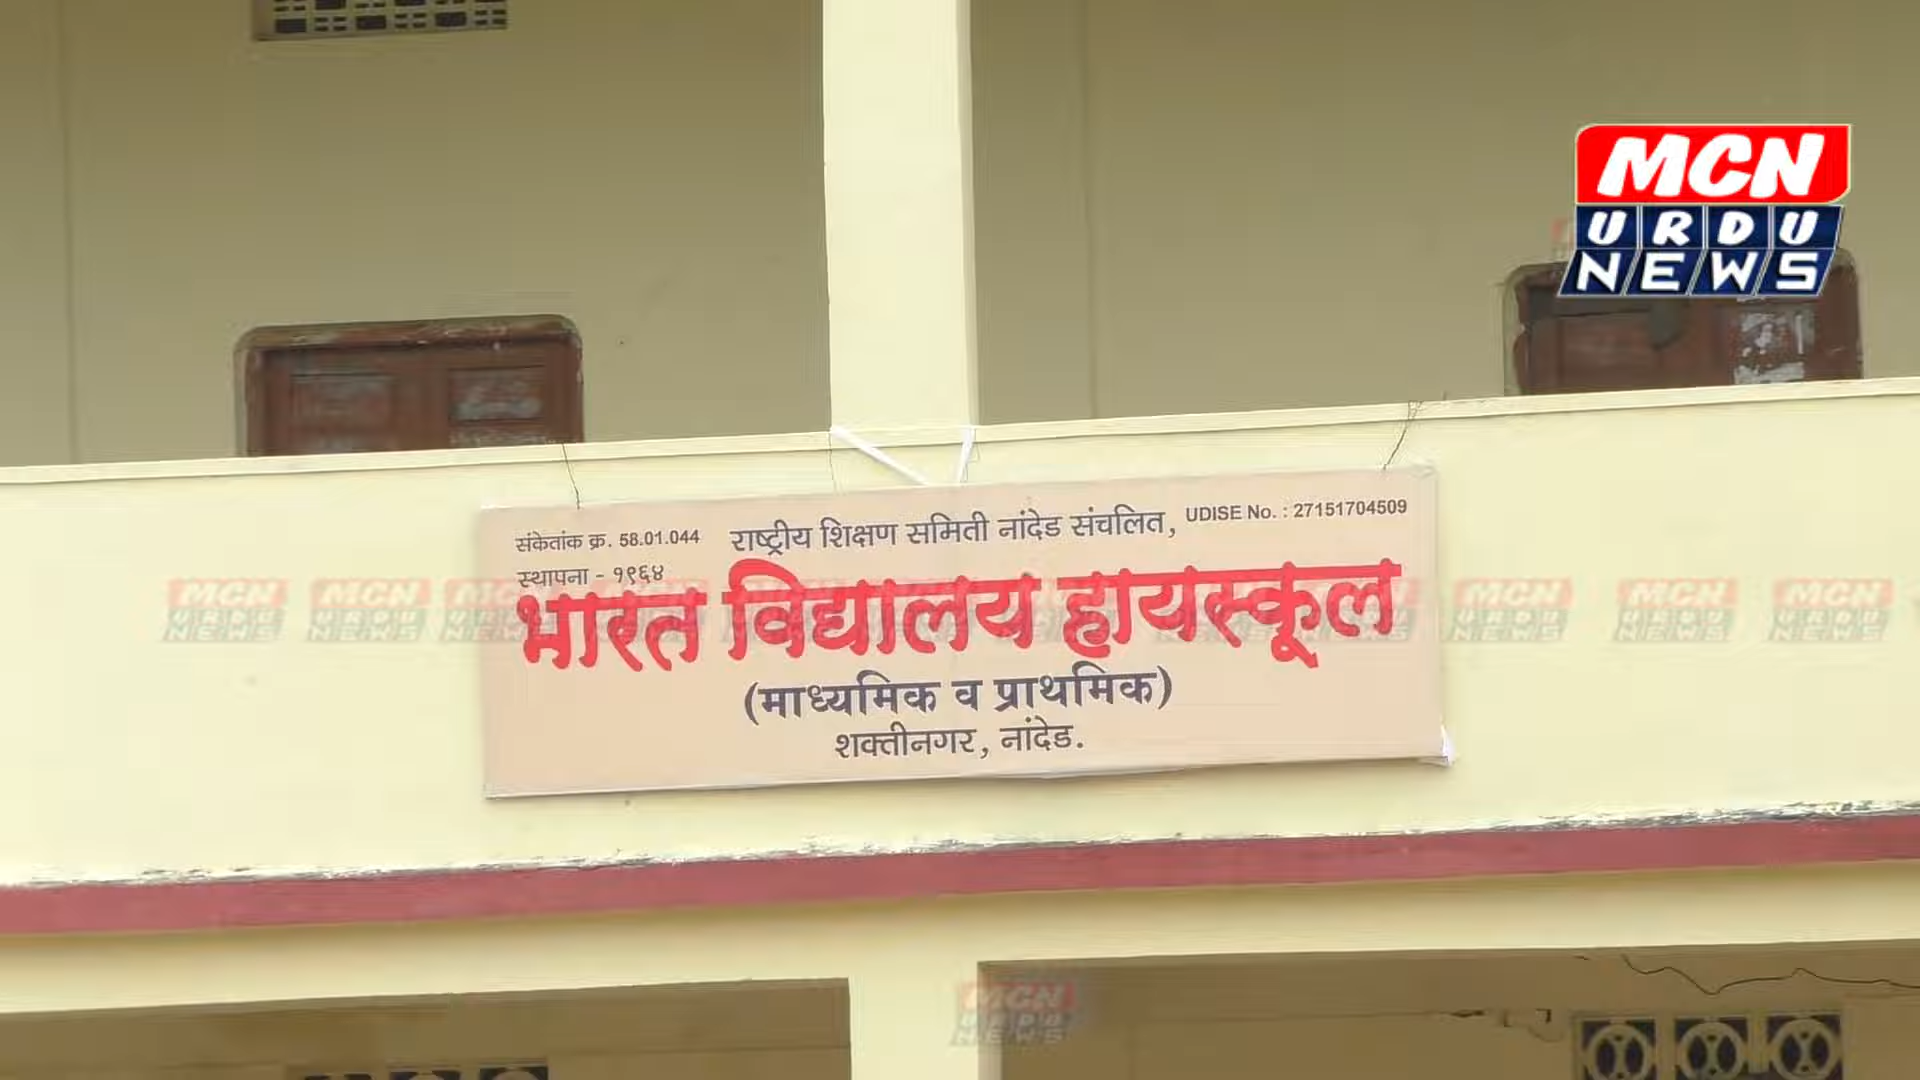 MCN
URDU
NEWS
संकेतांक क्र. 58.01.044
राष्ट्रीय शिक्षण समिती नांदेड संचलित,
UDISE No. : 27151704509
स्थापना - १९६४
भारत विद्यालय हायस्कूल
(माध्यमिक व प्राथमिक)
शक्तीनगर, नांदेड.